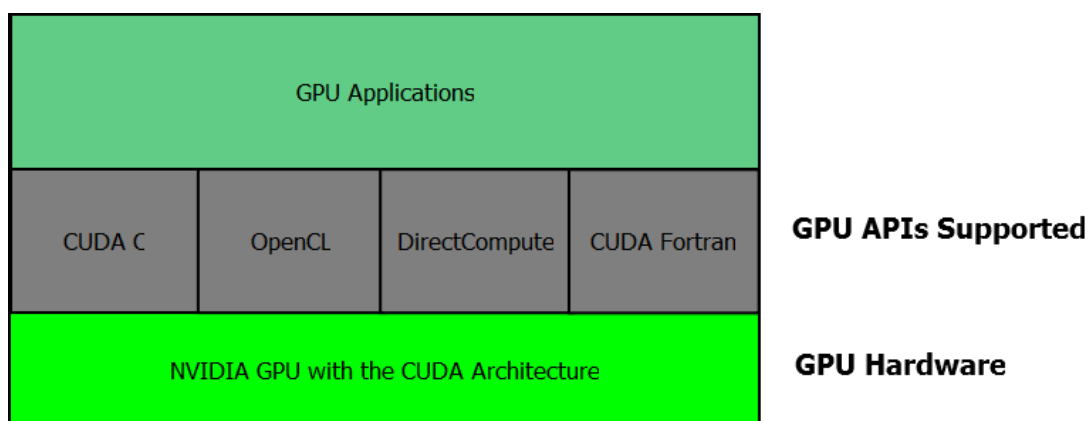 GPU Applications
CUDA C
OpenCL
DirectCompute
CUDA Fortran
GPU APIs Supported
NVIDIA GPU with the CUDA Architecture
GPU Hardware